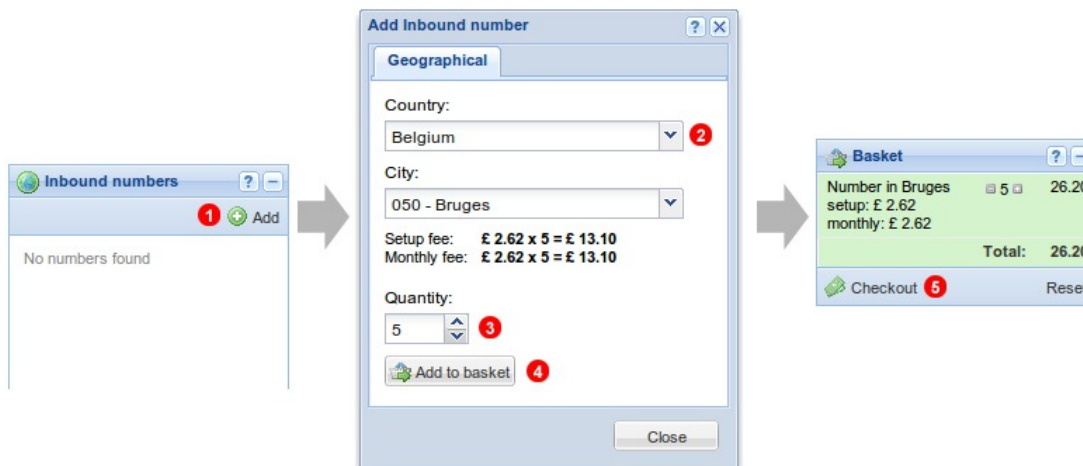 Inbound numbers
?
1 Add
No numbers found
Add Inbound number
?
Geographical
Country:
Belgium
2
City:
050 - Bruges
Setup fee: £ 2.62 x 5 = £ 13.10
Monthly fee: £ 2.62 x 5 = £ 13.10
Quantity:
5
3
Add to basket
4
Close
Basket
?
Number in Bruges 5 26.20
setup: £ 2.62
monthly: £ 2.62
Total: 26.20
Checkout 5 Rese